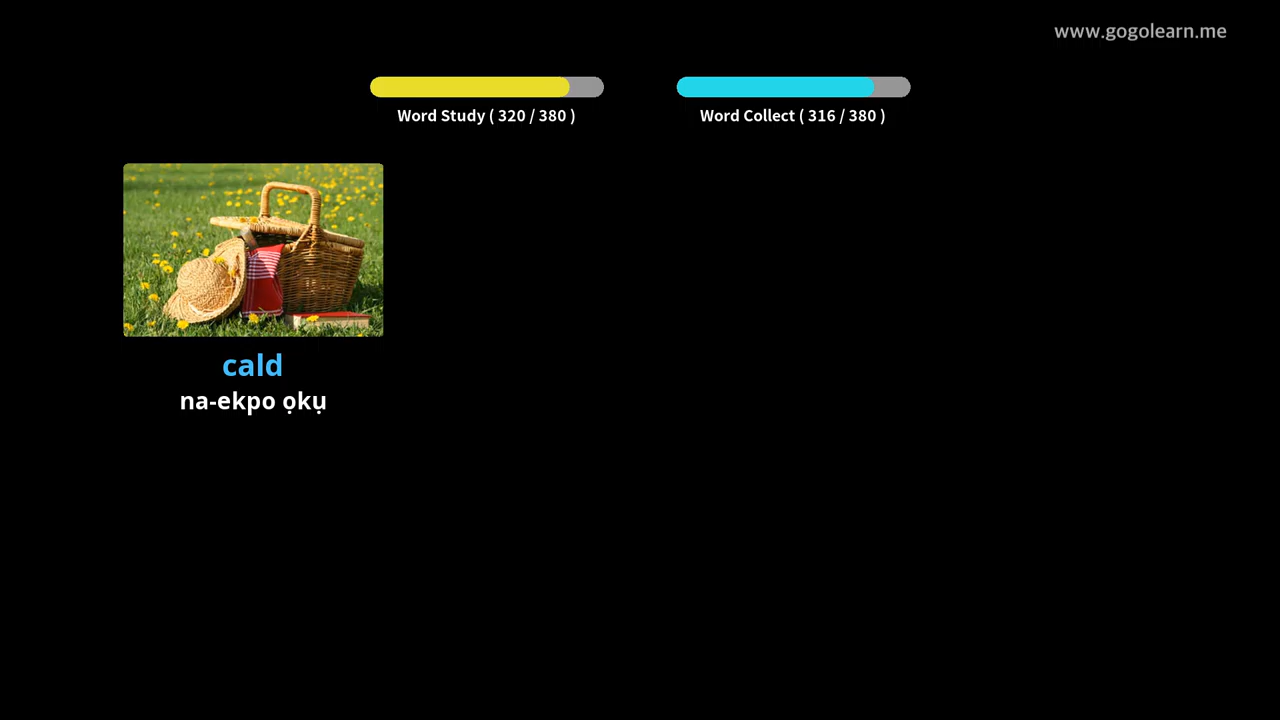 www.gogolearn.me
Word Study ( 320 / 380 )
Word Collect ( 316 / 380 )
cald
na-ekpo ọkụ